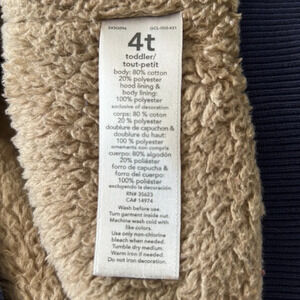 GCL-000431
4t
toddler/
tout-petit
body: 80% cotton
20% polyester
hood lining &
body lining:
100% polyester
exclusive of decoration
corps: 80 % coton
20 % polyester
doublure de capuchon &
doublure du haut:
100 % polyester
ornements son compris
cuerpo: 80% algodón
20% poliéster
forro de capucha &
forro del cuerpo:
100% poliéster
excluyendo la decoración
RN# 35623
CA# 14974
Wash before use.
Turn garment inside out.
Machine wash cold with
like colors.
Use only non-chlorine
bleach when needed.
Tumble dry medium.
Warm iron if needed.
Do not iron decoration.